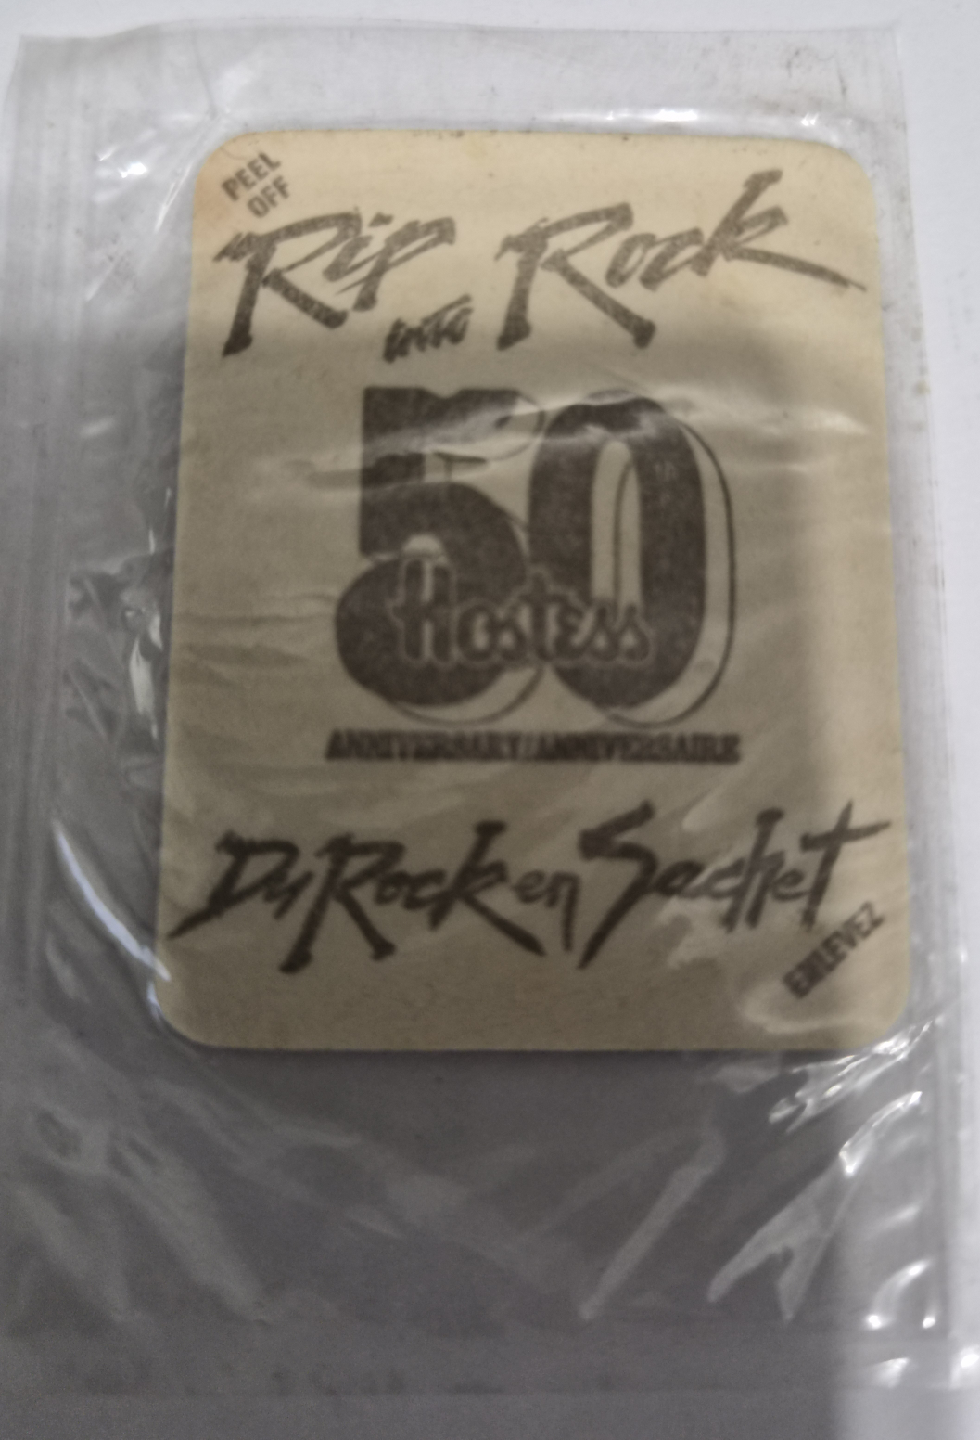 PEEL
OFF
Rip into Rock
50
Hostess
ANNIVERSARY/ANNIVERSAIRE
Du Rock en Sachet
ENLEVEZ